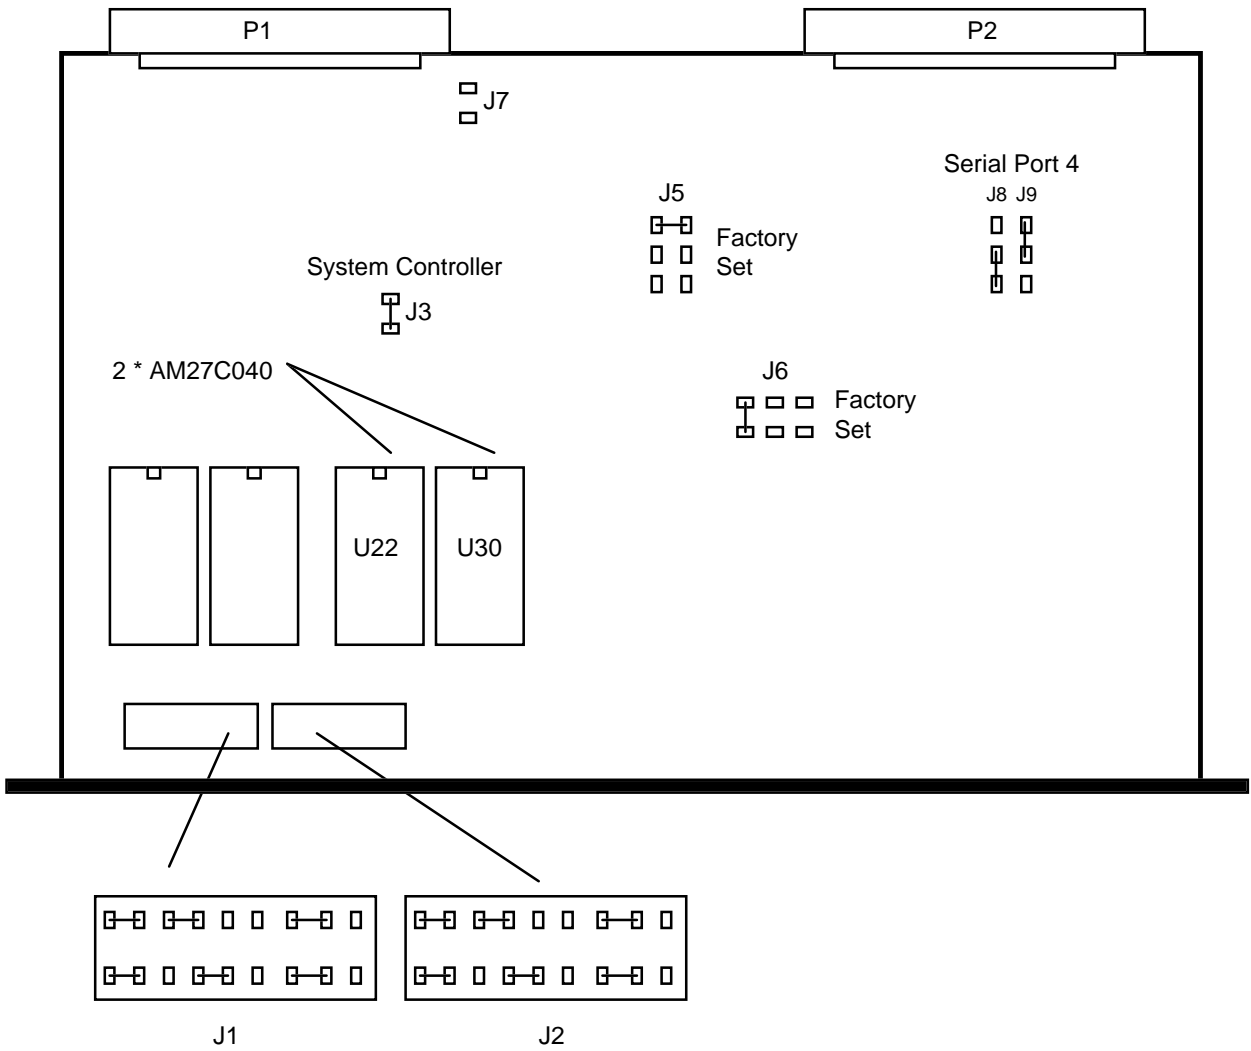 P1
P2
J7
Serial Port 4
J5
J8 J9
Factory
Set
System Controller
J3
2 * AM27C040
J6
Factory
Set
U22
U30
J1
J2